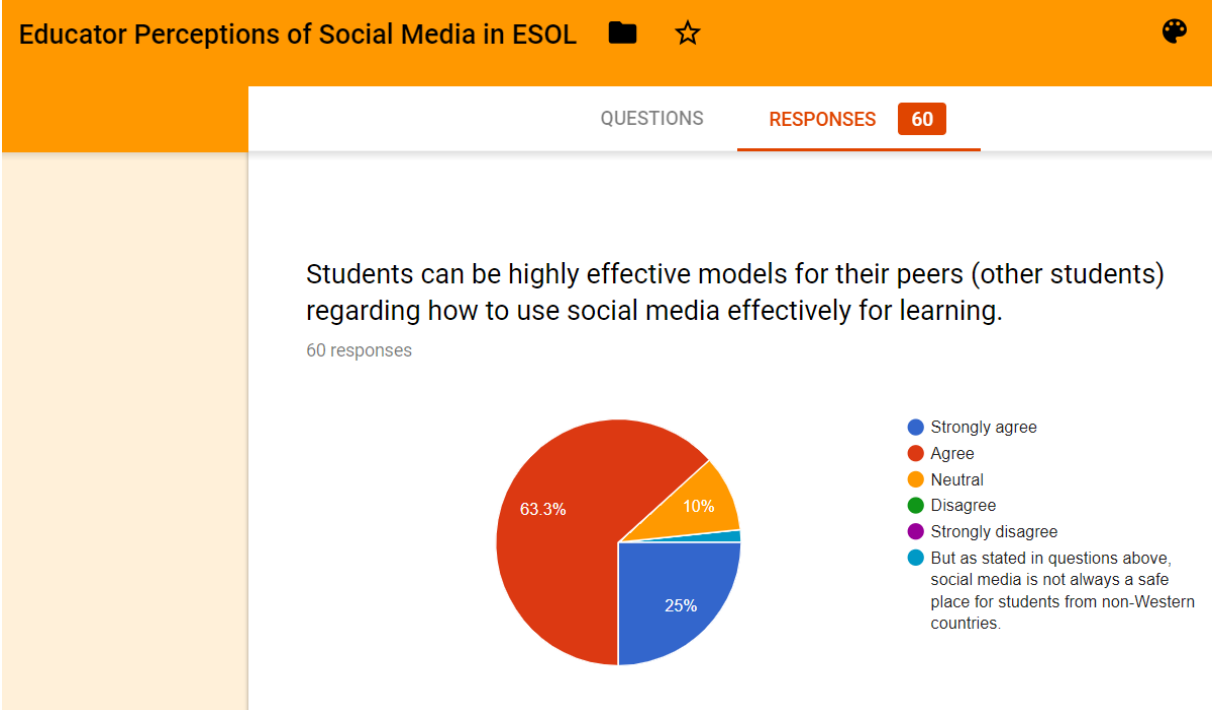 Educator Perceptions of Social Media in ESOL
QUESTIONS
RESPONSES 60
Students can be highly effective models for their peers (other students)
regarding how to use social media effectively for learning.
60 responses
63.3%
10%
25%
Strongly agree
Agree
Neutral
Disagree
Strongly disagree
But as stated in questions above,
social media is not always a safe
place for students from non-Western
countries.